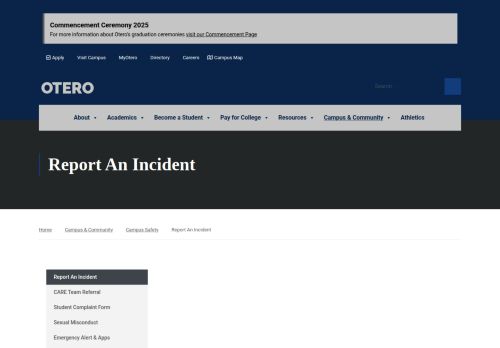 Commencement Ceremony 2025
For more information about Otero's graduation ceremonies visit our Commencement Page
Apply Visit Campus MyOtero Directory Careers Campus Map
OTERO
Search
About Academics Become a Student Pay for College Resources Campus & Community Athletics
Report An Incident
Home Campus & Community Campus Safety Report An Incident
Report An Incident
CARE Team Referral
Student Complaint Form
Sexual Misconduct
Emergency Alert & Apps